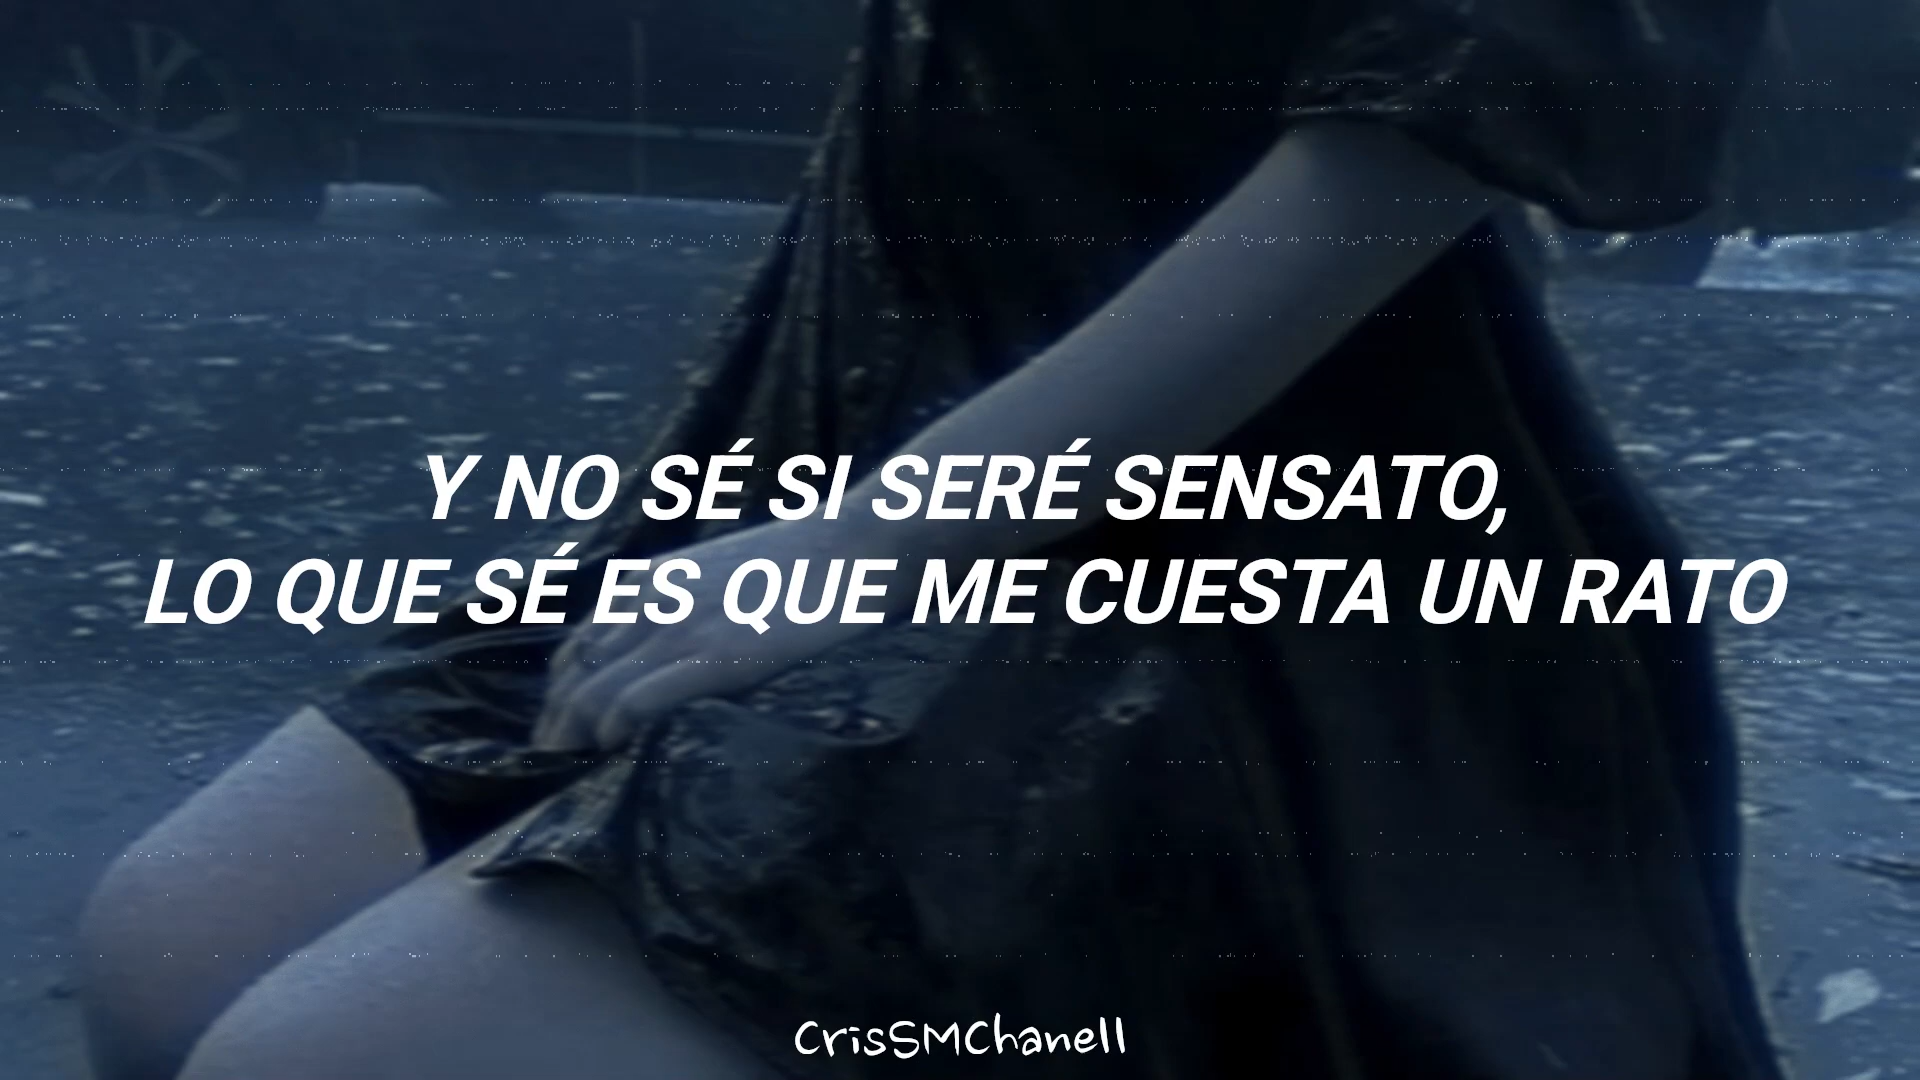 Y NO SÉ SI SERÉ SENSATO,
LO QUE SÉ ES QUE ME CUESTA UN RATO
CrisSMChanell